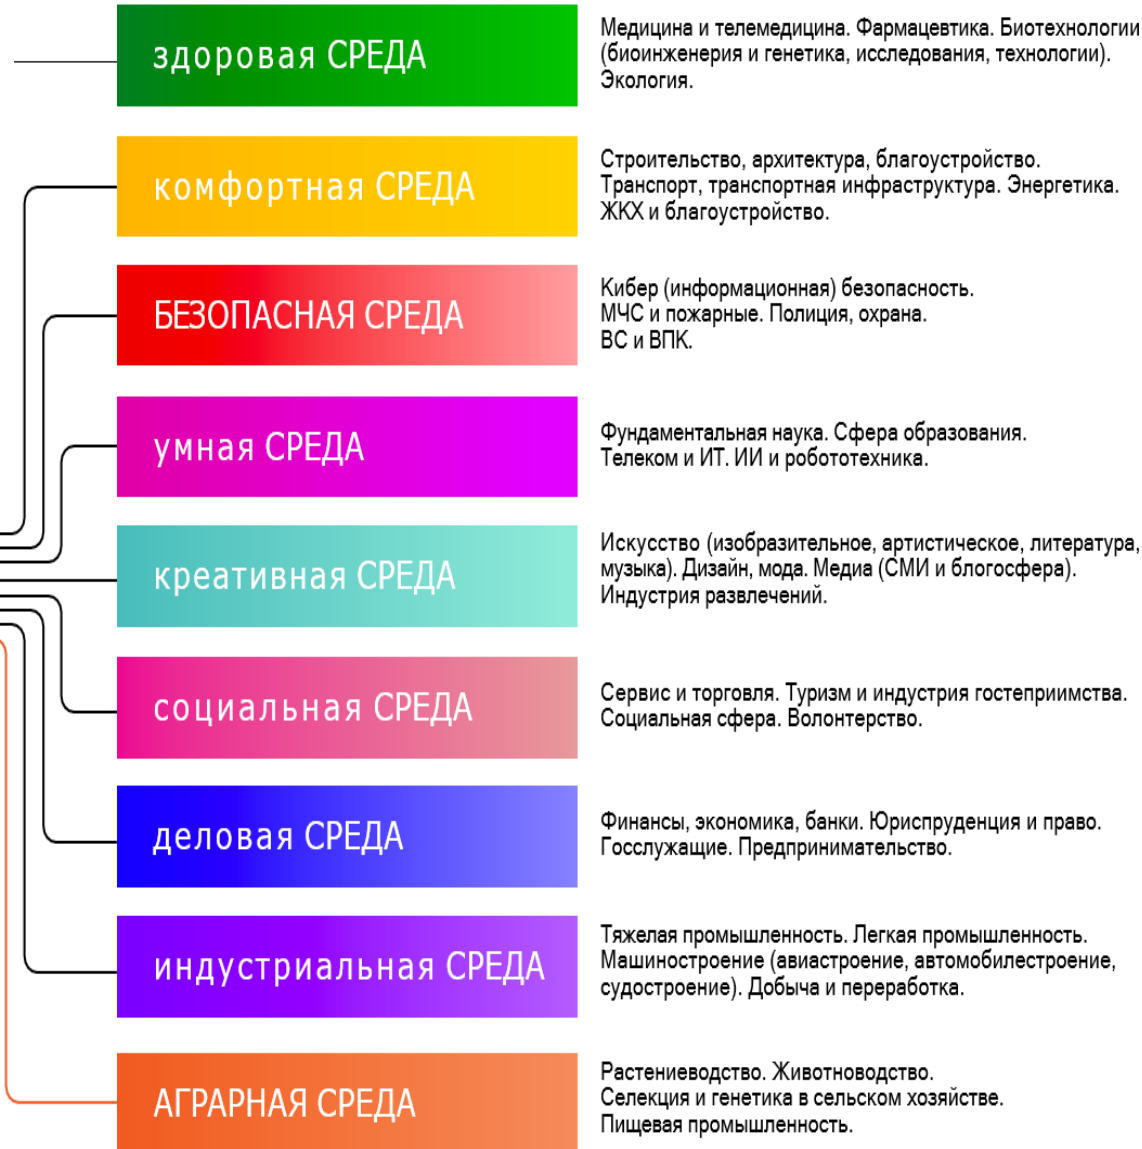 здоровая СРЕДА
Медицина и телемедицина. Фармацевтика. Биотехнологии
(биоинженерия и генетика, исследования, технологии).
Экология.
комфортная СРЕДА
Строительство, архитектура, благоустройство.
Транспорт, транспортная инфраструктура. Энергетика.
ЖКХ и благоустройство.
БЕЗОПАСНАЯ СРЕДА
Кибер (информационная) безопасность.
МЧС и пожарные. Полиция, охрана.
ВС и ВПК.
умная СРЕДА
Фундаментальная наука. Сфера образования.
Телеком и ИТ. ИИ и робототехника.
креативная СРЕДА
Искусство (изобразительное, артистическое, литература,
музыка). Дизайн, мода. Медиа (СМИ и блогосфера).
Индустрия развлечений.
социальная СРЕДА
Сервис и торговля. Туризм и индустрия гостеприимства.
Социальная сфера. Волонтерство.
деловая СРЕДА
Финансы, экономика, банки. Юриспруденция и право.
Госслужащие. Предпринимательство.
индустриальная СРЕДА
Тяжелая промышленность. Легкая промышленность.
Машиностроение (авиастроение, автомобилестроение,
судостроение). Добыча и переработка.
АГРАРНАЯ СРЕДА
Растениеводство. Животноводство.
Селекция и генетика в сельском хозяйстве.
Пищевая промышленность.